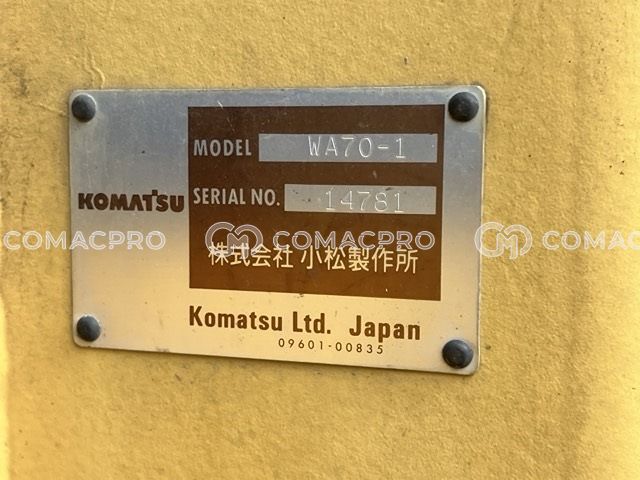 MODEL WA70-1
KOMATSU
SERIAL NO. 14781
COMACPRO COMACPRO COMACPRO
株式会社 小松製作所
Komatsu Ltd. Japan
09601-00835